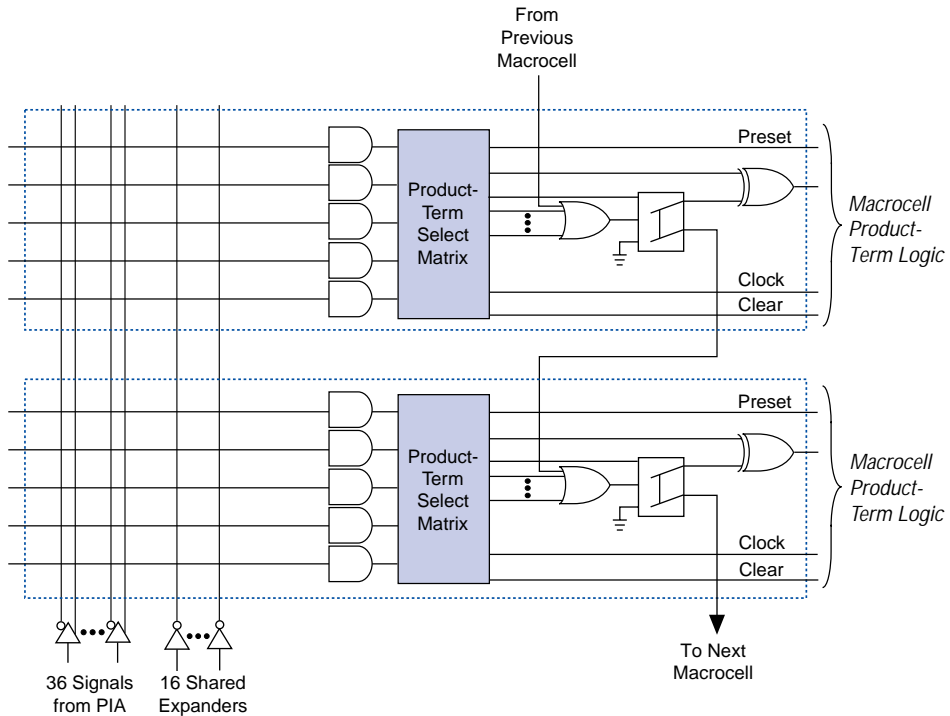 From
Previous
Macrocell
Preset
Product-
Term
Select
Matrix
Macrocell
Product-
Term Logic
Clock
Clear
Preset
Product-
Term
Select
Matrix
Macrocell
Product-
Term Logic
Clock
Clear
36 Signals
from PIA
16 Shared
Expanders
To Next
Macrocell